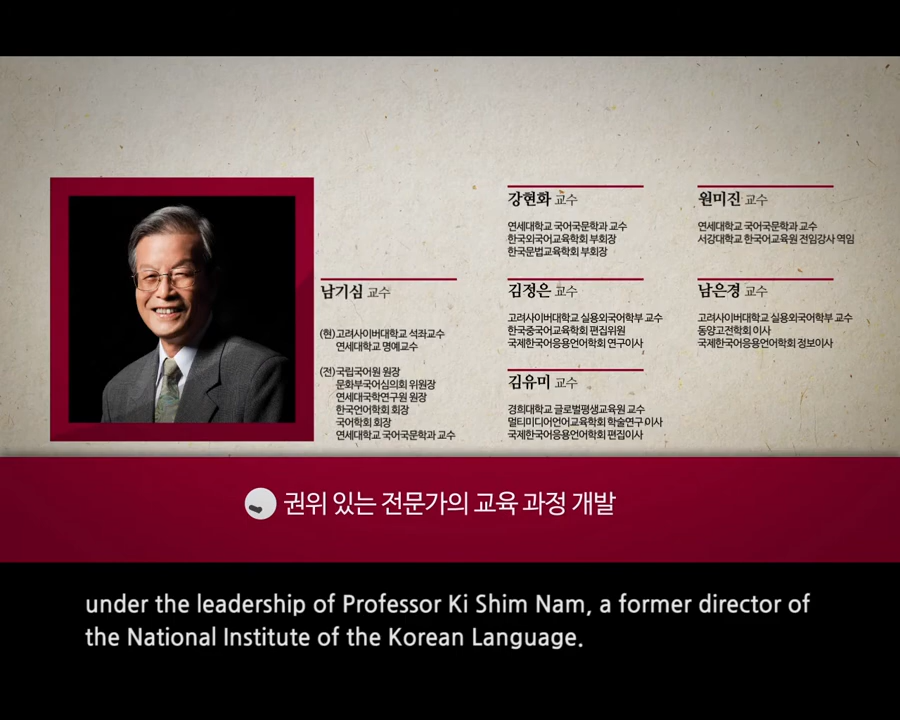 남기심 교수
(현)고려사이버대학교 석좌교수
연세대학교 명예교수
(전)국립국어원 원장
문화부국어심의회 위원장
연세대국학연구원 원장
한국언어학회 회장
국어학회 회장
연세대학교 국어국문학과 교수
강현화 교수
연세대학교 국어국문학과 교수
한국외국어교육학회 부회장
한국문법교육학회 부회장
김정은 교수
고려사이버대학교 실용외국어학부 교수
한국중국어교육학회 편집위원
국제한국어응용언어학회 연구이사
김유미 교수
경희대학교 글로벌평생교육원 교수
멀티미디어언어교육학회 학술연구이사
국제한국어응용언어학회 편집이사
원미진 교수
연세대학교 국어국문학과 교수
서강대학교 한국어교육원 전임강사 역임
남은경 교수
고려사이버대학교 실용외국어학부 교수
동양고전학회 이사
국제한국어응용언어학회 정보이사
권위 있는 전문가의 교육 과정 개발
under the leadership of Professor Ki Shim Nam, a former director of
the National Institute of the Korean Language.